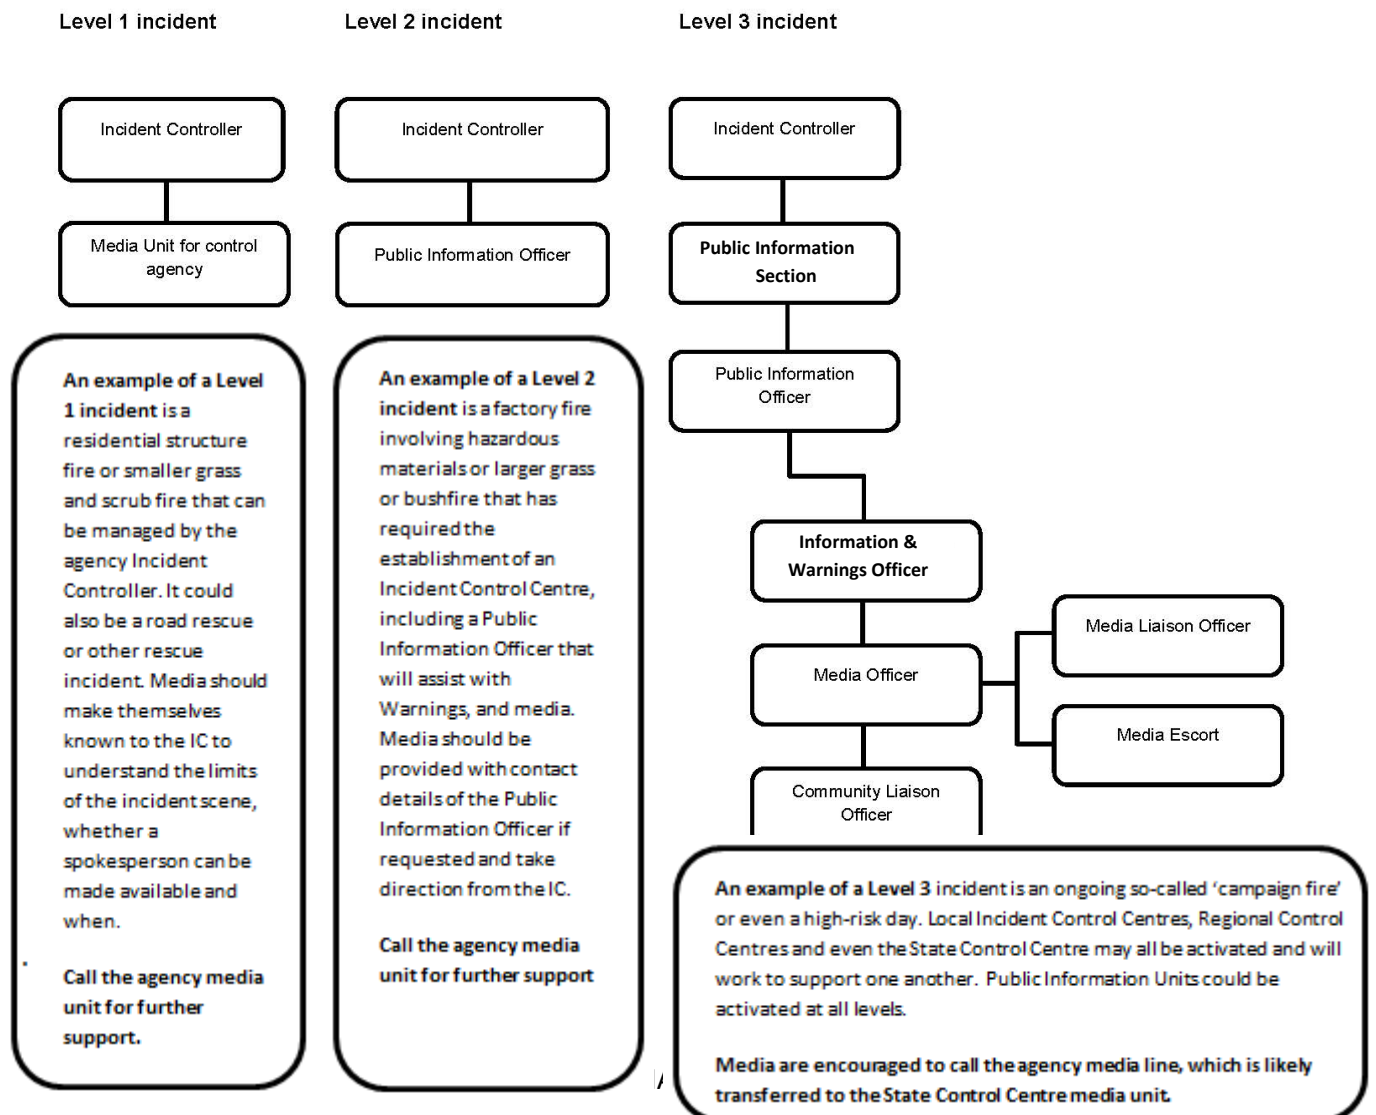 Level 1 incident
Level 2 incident
Level 3 incident
Incident Controller
Media Unit for control
agency
An example of a Level
1 incident is a
residential structure
fire or smaller grass
and scrub fire that can
be managed by the
agency Incident
Controller. It could
also be a road rescue
or other rescue
incident. Media should
make themselves
known to the IC to
understand the limits
of the incident scene,
whether a
spokesperson can be
made available and
when.
Call the agency media
unit for further
support.
Incident Controller
Public Information Officer
An example of a Level 2
incident is a factory fire
involving hazardous
materials or larger grass
or bushfire that has
required the
establishment of an
Incident Control Centre,
including a Public
Information Officer that
will assist with
Warnings, and media.
Media should be
provided with contact
details of the Public
Information Officer if
requested and take
direction from the IC.
Call the agency media
unit for further support
Incident Controller
Public Information
Section
Public Information
Officer
Information &
Warnings Officer
Media Officer
Media Liaison Officer
Media Escort
Community Liaison
Officer
An example of a Level 3 incident is an ongoing so-called ‘campaign fire’
or even a high-risk day. Local Incident Control Centres, Regional Control
Centres and even the State Control Centre may all be activated and will
work to support one another. Public Information Units could be
activated at all levels.
Media are encouraged to call the agency media line, which is likely
transferred to the State Control Centre media unit.